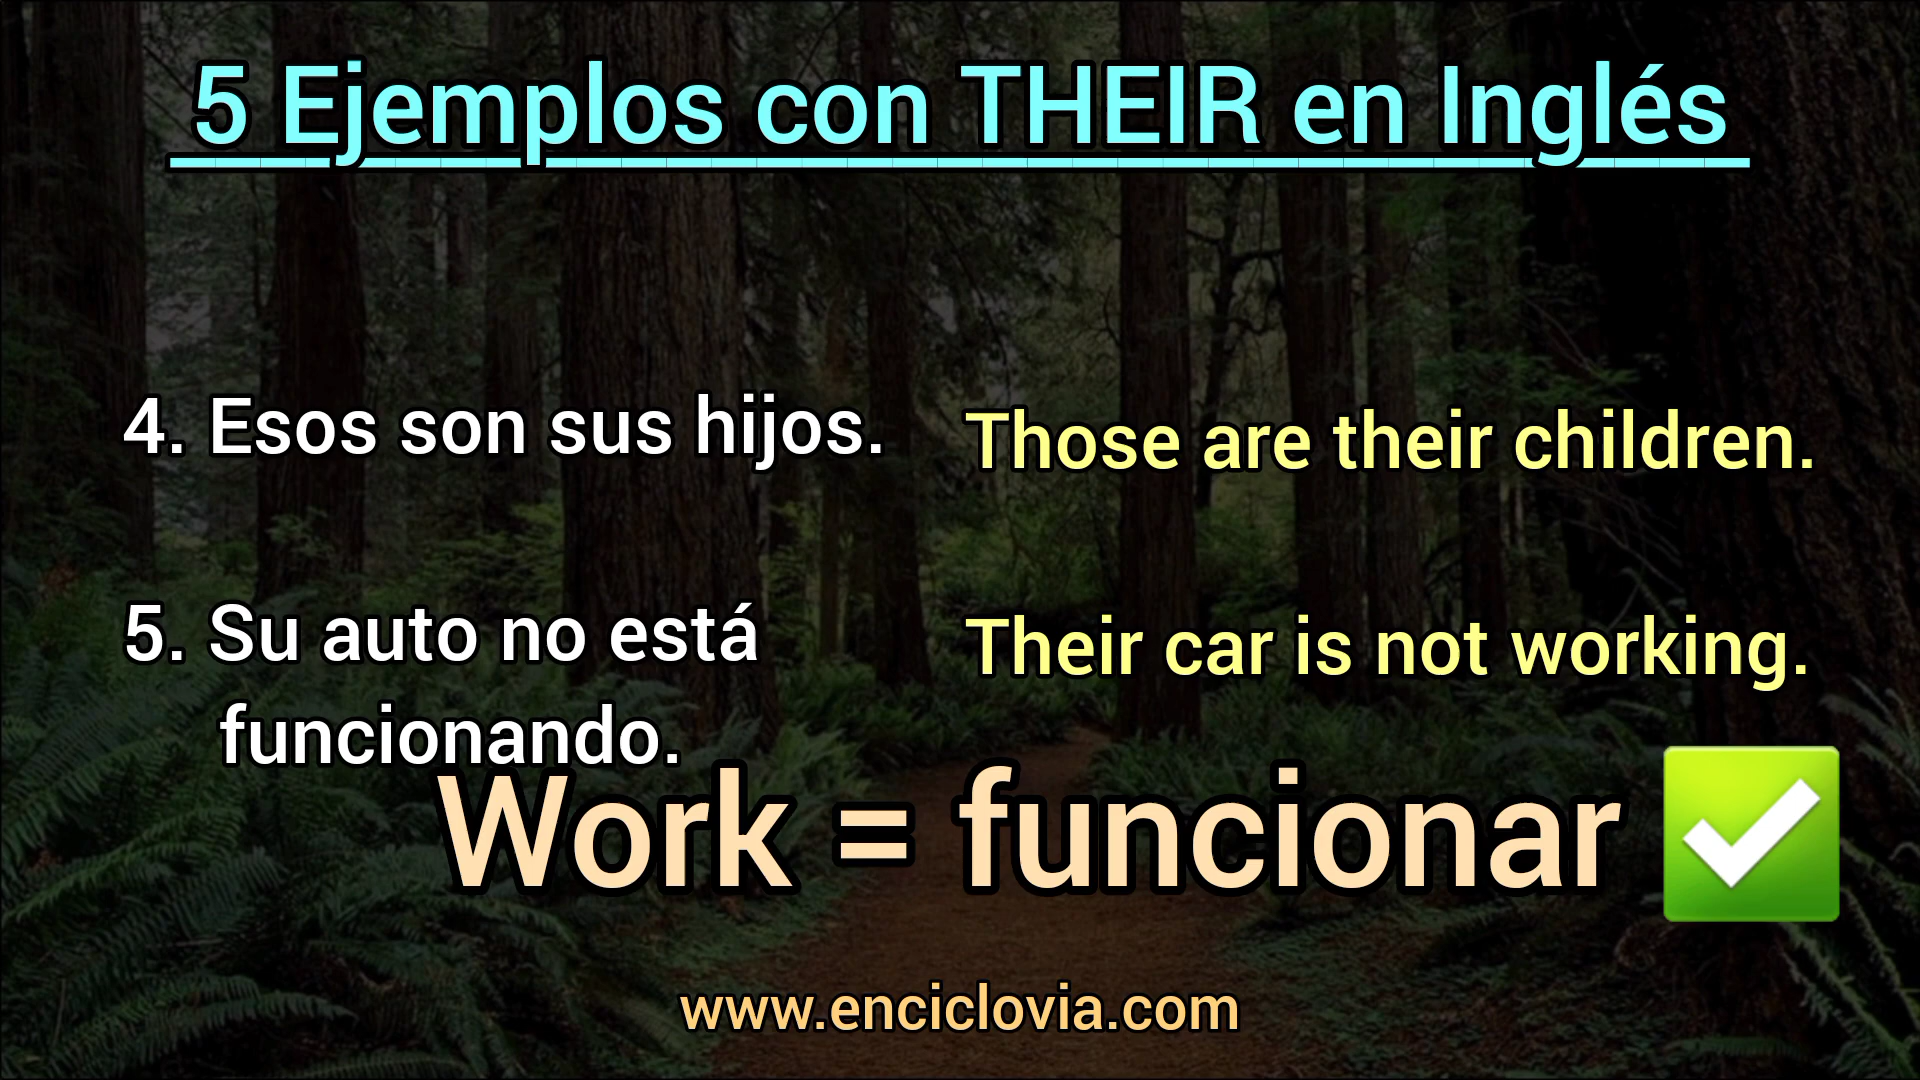 5 Ejemplos con THEIR en Inglés
4. Esos son sus hijos.
Those are their children.
5. Su auto no está
funcionando.
Their car is not working.
Work = funcionar ✅
www.enciclovia.com